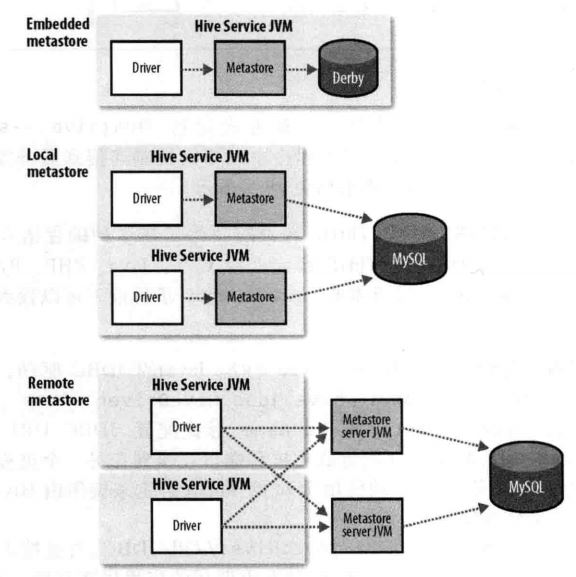 Embedded
metastore
Hive Service JVM
Driver
Metastore
Derby
Local
metastore
Hive Service JVM
Driver
Metastore
Hive Service JVM
Driver
Metastore
MySQL
Remote
metastore
Hive Service JVM
Driver
Hive Service JVM
Driver
Metastore
server JVM
Metastore
server JVM
MySQL